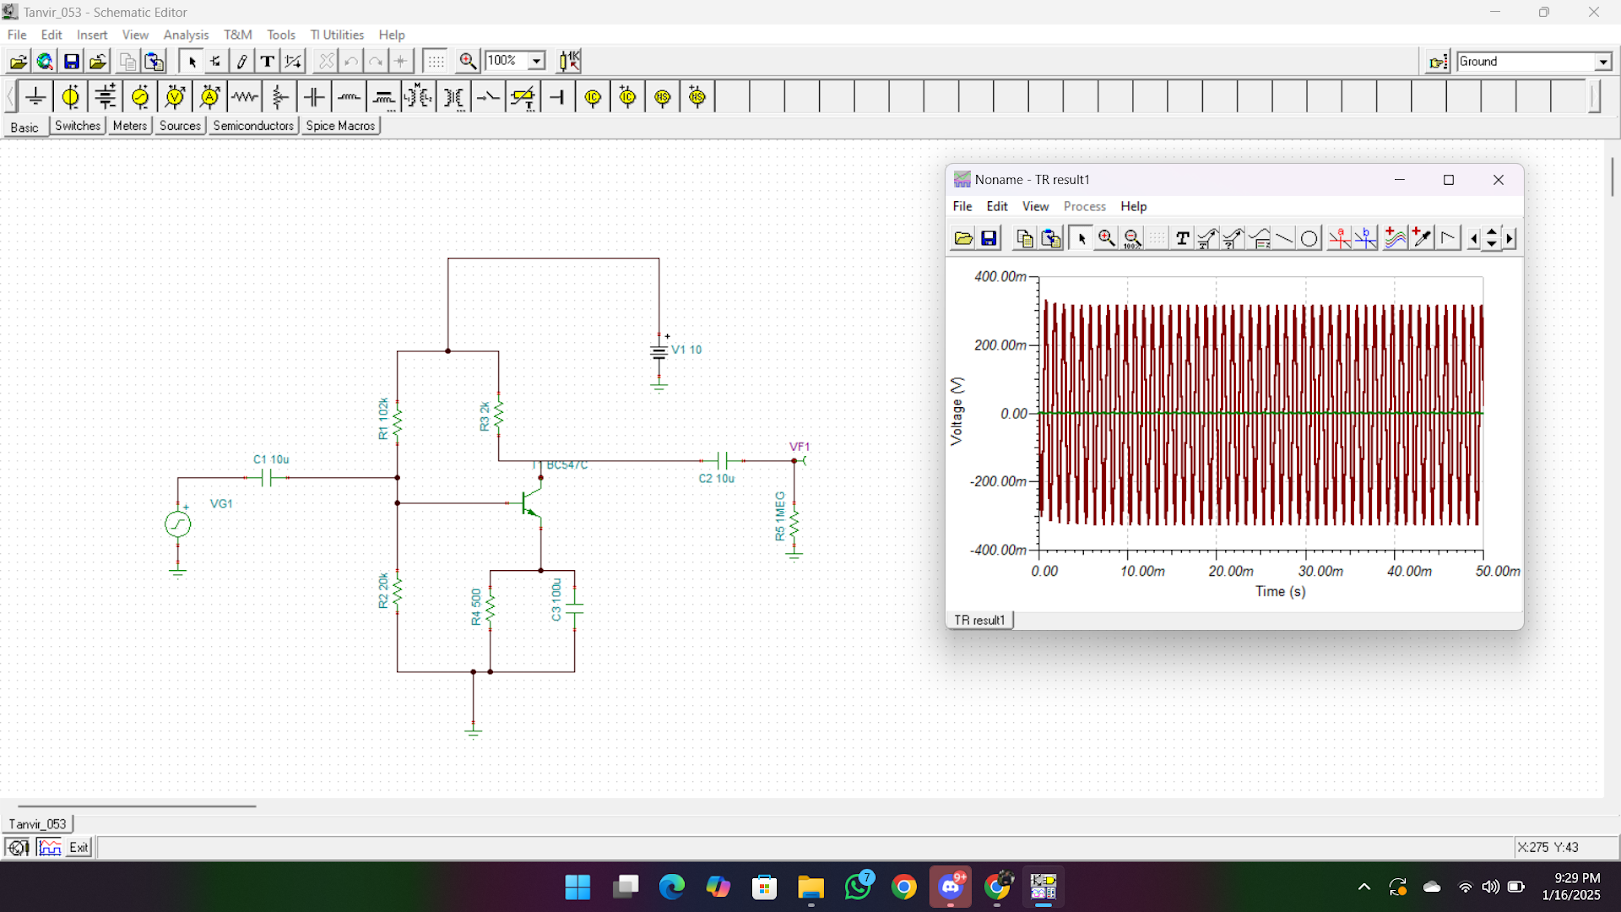 Tanvir_053 - Schematic Editor
File Edit Insert View Analysis T&M Tools TI Utilities Help
T 100% Ground
Basic Switches Meters Sources Semiconductors Spice Macros
Noname - TR result1
File Edit View Process Help
T 100% a b
400.00m
200.00m
0.00
-200.00m
-400.00m
Voltage (V)
0.00 10.00m 20.00m 30.00m 40.00m 50.00m
Time (s)
TR result1
+
V1 10
R1 102k
R3 2k
VF1
C1 10u
BC547C
C2 10u
+
VG1
R5 1MEG
R2 20k
R4 500
C3 100u
Tanvir_053
Exit
X:275 Y:43
7
9+
9:29 PM
1/16/2025